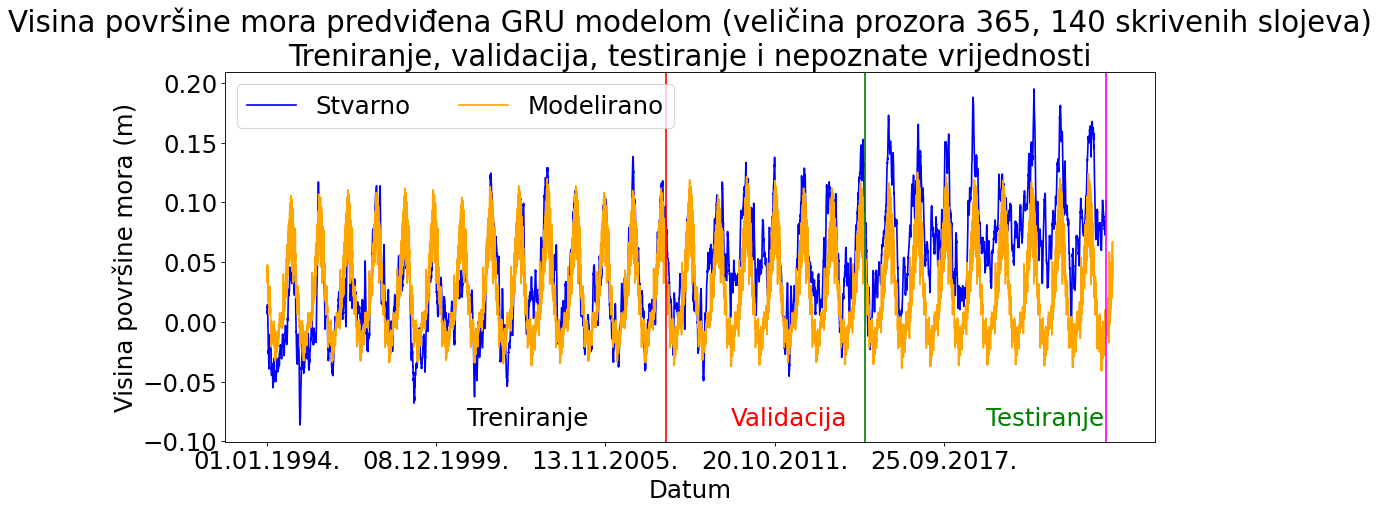 Visina površine mora predviđena GRU modelom (veličina prozora 365, 140 skrivenih slojeva)
Treniranje, validacija, testiranje i nepoznate vrijednosti
Stvarno
Modelirano
Visina površine mora (m)
0.20
0.15
0.10
0.05
0.00
−0.05
−0.10
Treniranje
Validacija
Testiranje
01.01.1994.
08.12.1999.
13.11.2005.
20.10.2011.
25.09.2017.
Datum